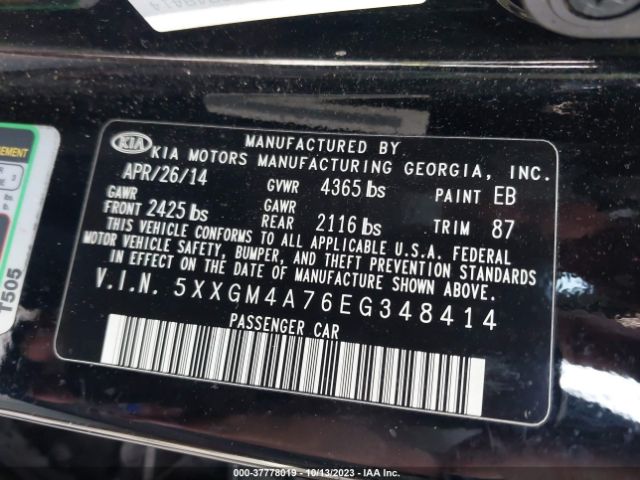 MANUFACTURED BY
KIA KIA MOTORS MANUFACTURING GEORGIA, INC.
APR/26/14 GVWR 4365 lbs PAINT EB
GAWR GAWR
FRONT 2425 lbs REAR 2116 lbs TRIM 87
THIS VEHICLE CONFORMS TO ALL APPLICABLE U.S.A. FEDERAL
MOTOR VEHICLE SAFETY, BUMPER, AND THEFT PREVENTION STANDARDS
IN EFFECT ON THE DATE OF MANUFACTURE SHOWN ABOVE.
V.I.N. 5XXGM4A76EG348414
PASSENGER CAR
T505
000-37778019 - 10/13/2023 - IAA Inc.